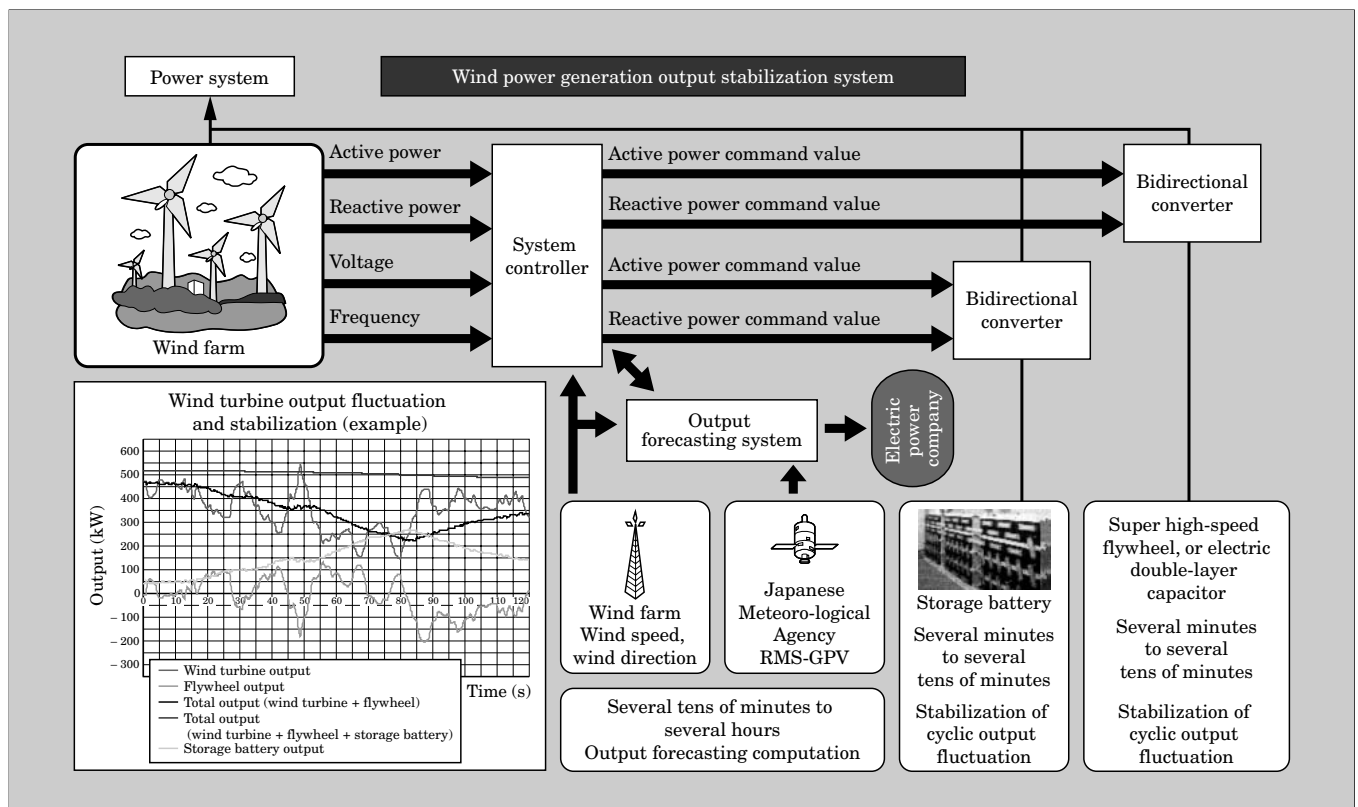 Power system
Wind power generation output stabilization system
Wind farm
Active power
Reactive power
Voltage
Frequency
System
controller
Active power command value
Reactive power command value
Active power command value
Reactive power command value
Bidirectional
converter
Bidirectional
converter
Output
forecasting system
Electric
power
company
Wind turbine output fluctuation
and stabilization (example)
Output (kW)
600
500
400
300
200
100
0
– 100
– 200
– 300
0 10 20 30 40 50 60 70 80 90 100 110 120
Time (s)
Wind turbine output
Flywheel output
Total output (wind turbine + flywheel)
Total output
(wind turbine + flywheel + storage battery)
Storage battery output
Wind farm
Wind speed,
wind direction
Japanese
Meteoro-logical
Agency
RMS-GPV
Several tens of minutes to
several hours
Output forecasting computation
Storage battery
Several minutes
to several
tens of minutes
Stabilization of
cyclic output
fluctuation
Super high-speed
flywheel, or electric
double-layer
capacitor
Several minutes
to several
tens of minutes
Stabilization of
cyclic output
fluctuation